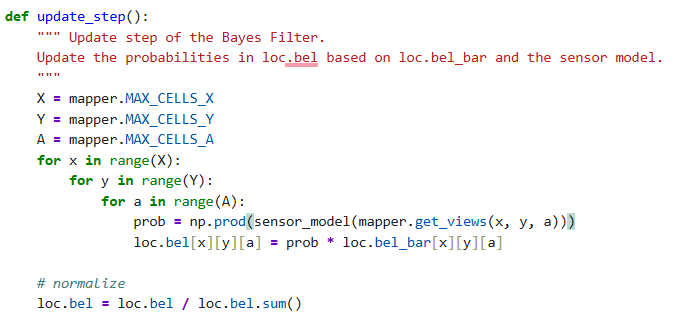 def update_step():
    """ Update step of the Bayes Filter.
    Update the probabilities in loc.bel based on loc.bel_bar and the sensor model.
    """
    X = mapper.MAX_CELLS_X
    Y = mapper.MAX_CELLS_Y
    A = mapper.MAX_CELLS_A
    for x in range(X):
        for y in range(Y):
            for a in range(A):
                prob = np.prod(sensor_model(mapper.get_views(x, y, a)))
                loc.bel[x][y][a] = prob * loc.bel_bar[x][y][a]
    # normalize
    loc.bel = loc.bel / loc.bel.sum()